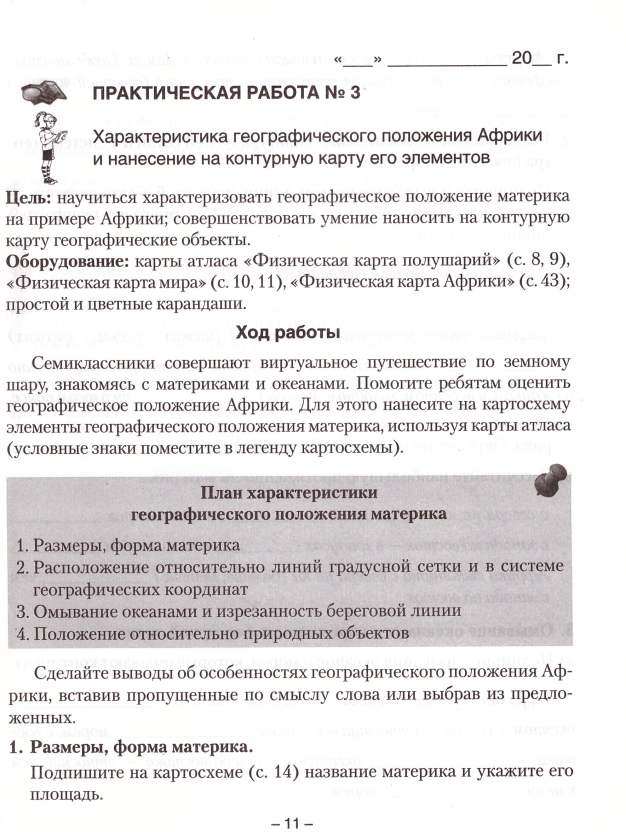 «___» ____________ 20__ г.
ПРАКТИЧЕСКАЯ РАБОТА № 3
Характеристика географического положения Африки
и нанесение на контурную карту его элементов
Цель: научиться характеризовать географическое положение материка
на примере Африки; совершенствовать умение наносить на контурную
карту географические объекты.
Оборудование: карты атласа «Физическая карта полушарий» (с. 8, 9),
«Физическая карта мира» (с. 10, 11), «Физическая карта Африки» (с. 43);
простой и цветные карандаши.
Ход работы
Семиклассники совершают виртуальное путешествие по земному
шару, знакомясь с материками и океанами. Помогите ребятам оценить
географическое положение Африки. Для этого нанесите на картосхему
элементы географического положения материка, используя карты атласа
(условные знаки поместите в легенду картосхемы).
План характеристики
географического положения материка
1. Размеры, форма материка
2. Расположение относительно линий градусной сетки и в системе
географических координат
3. Омывание океанами и изрезанность береговой линии
4. Положение относительно природных объектов
Сделайте выводы об особенностях географического положения Аф-
рики, вставив пропущенные по смыслу слова или выбрав из предло-
женных.
1. Размеры, форма материка.
Подпишите на картосхеме (с. 14) название материка и укажите его
площадь.
– 11 –